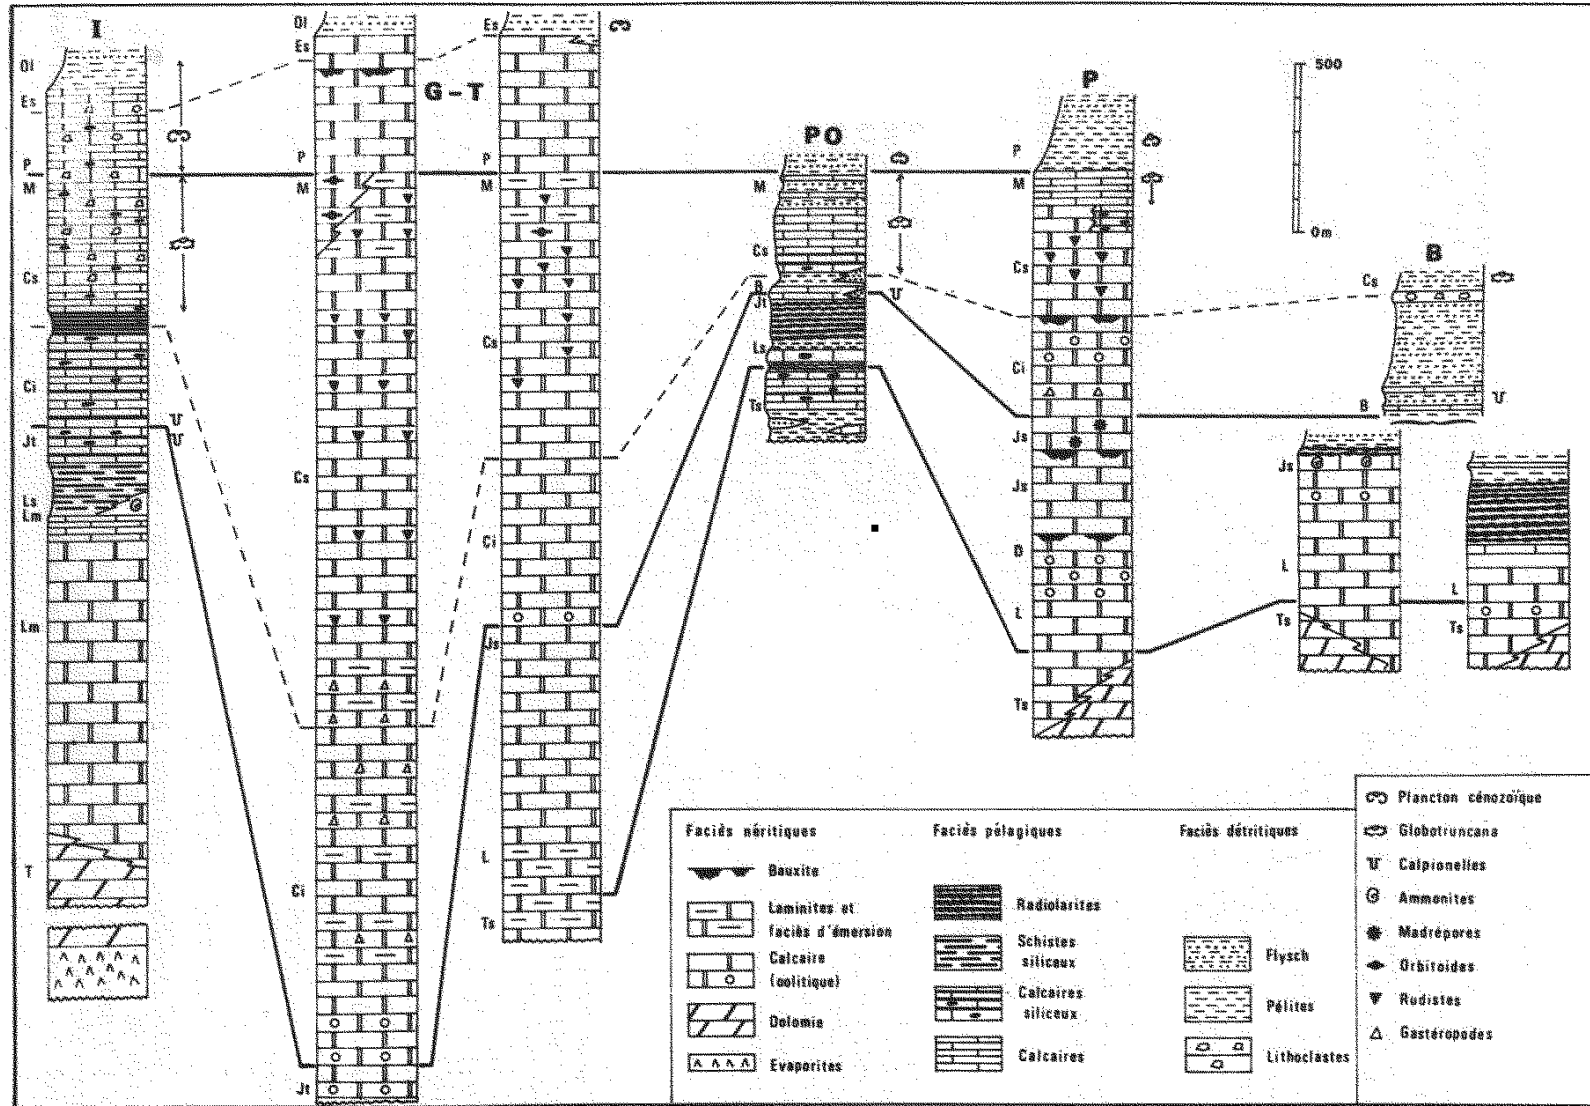 I
Ol
Es
P
M
Cs
Ci
Jt
Ls
Lm
Lm
T
G - T
Ol
Es
P
M
Cs
Ci
Jt
Es
P
M
Cs
Ci
Js
L
Ts
PO
M
Cs
B
Jt
Ls
Ts
P
P
M
Cs
Ci
Js
Js
D
L
Ts
500
0m
B
Cs
B
Js
L
Ts
L
Ts
Faciès néritiques
Bauxite
Laminites et
faciès d'émersion
Calcaire
(oolitique)
Dolomie
Evaporites
Faciès pélagiques
Radiolarites
Schistes
siliceux
Calcaires
siliceux
Calcaires
Faciès détritiques
Flysch
Pélites
Lithoclastes
Plancton cénozoïque
Globotruncana
Calpionelles
Ammonites
Madrépores
Orbitoides
Rudistes
Gastéropodes